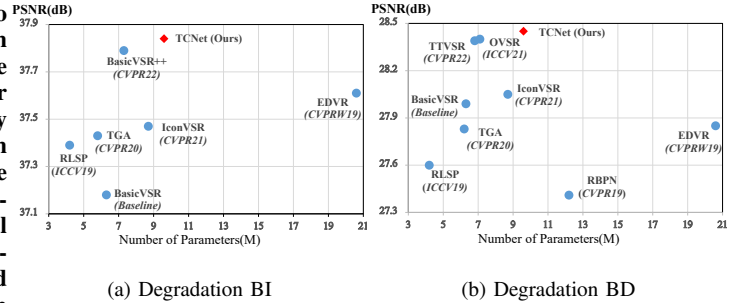 PSNR(dB)
37.9
37.7
37.5
37.3
37.1
TCNet (Ours)
BasicVSR++
(CVPR22)
EDVR
(CVPRW19)
IconVSR
(CVPR21)
TGA
(CVPR20)
RLSP
(ICCV19)
BasicVSR
(Baseline)
3 5 7 9 11 13 15 17 19 21
Number of Parameters(M)
(a) Degradation BI
PSNR(dB)
28.5
28.2
27.9
27.6
27.3
TCNet (Ours)
TTVSR
(CVPR22)
OVSR
(ICCV21)
BasicVSR
(Baseline)
IconVSR
(CVPR21)
TGA
(CVPR20)
EDVR
(CVPRW19)
RLSP
(ICCV19)
RBPN
(CVPR19)
3 5 7 9 11 13 15 17 19 21
Number of Parameters(M)
(b) Degradation BD